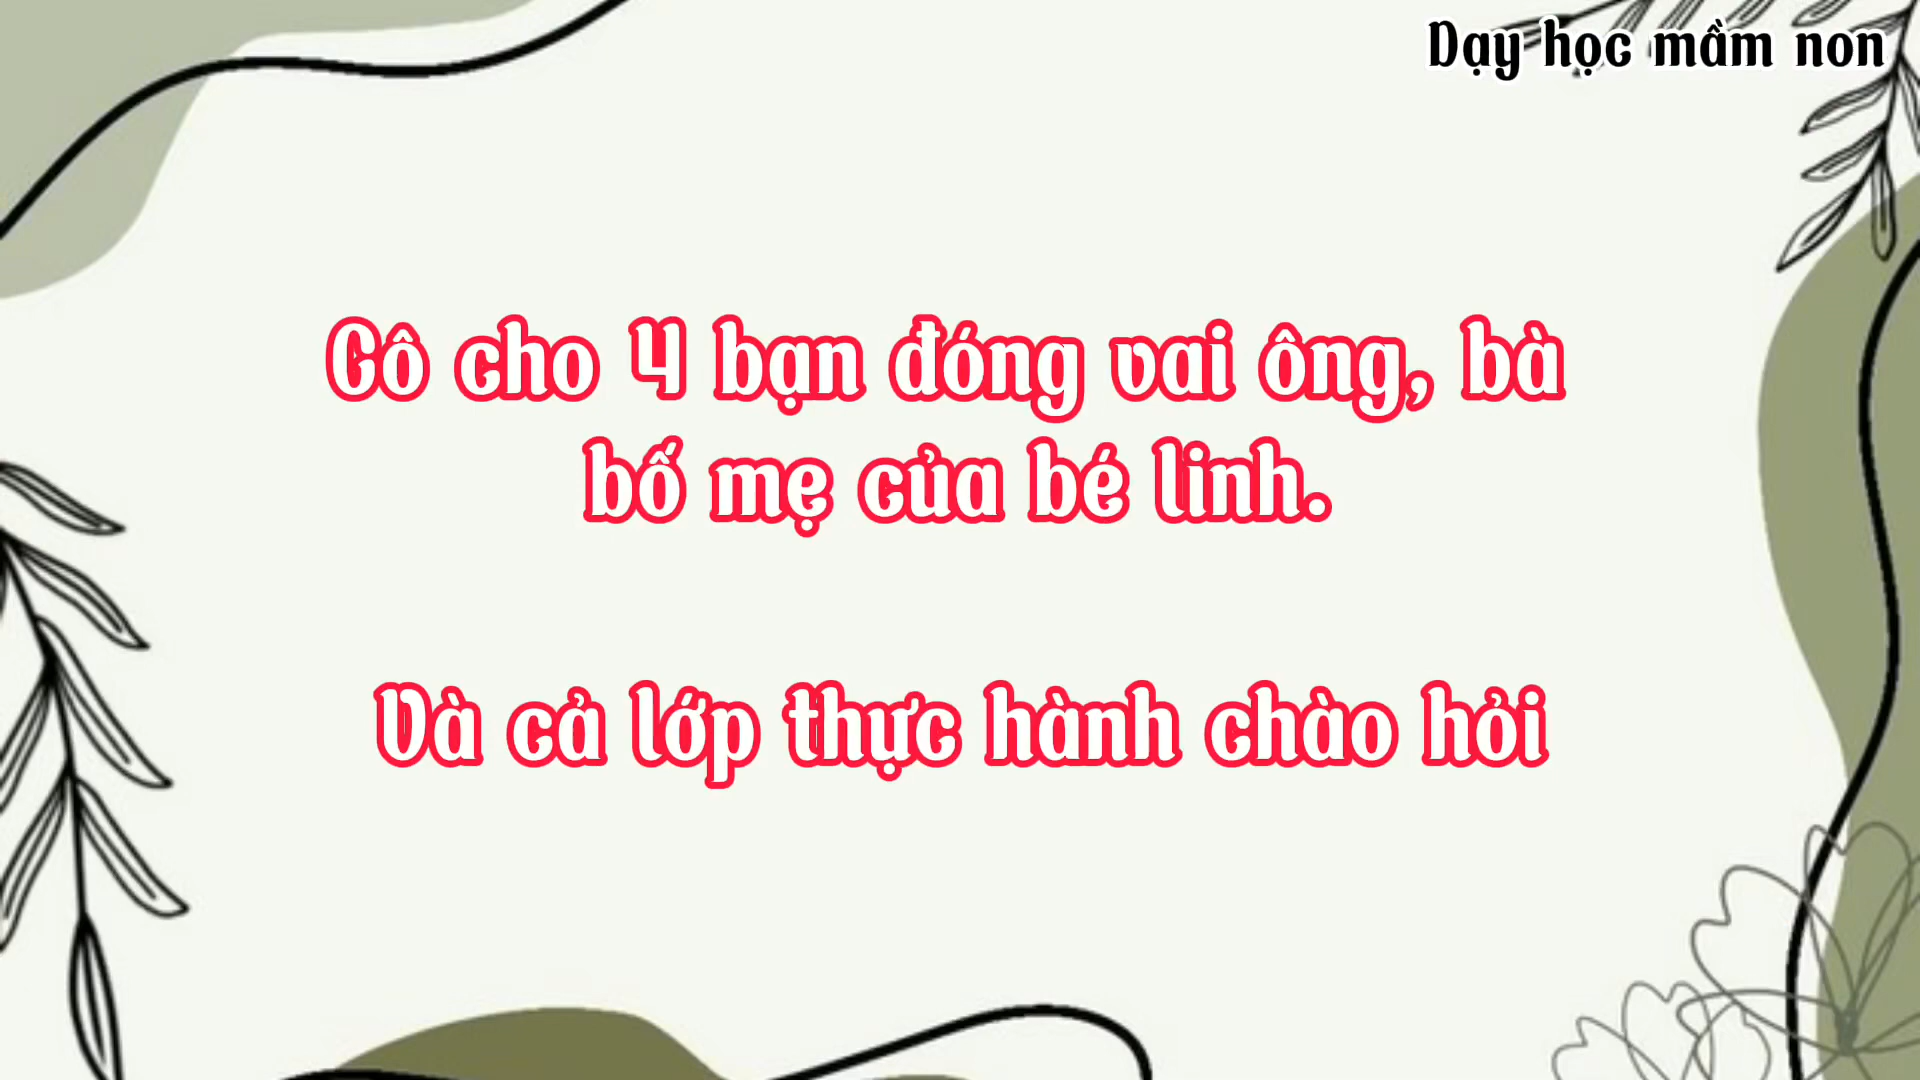 Dạy học mầm non
Cô cho 4 bạn đóng vai ông, bà
bố mẹ của bé linh.
Và cả lớp thực hành chào hỏi